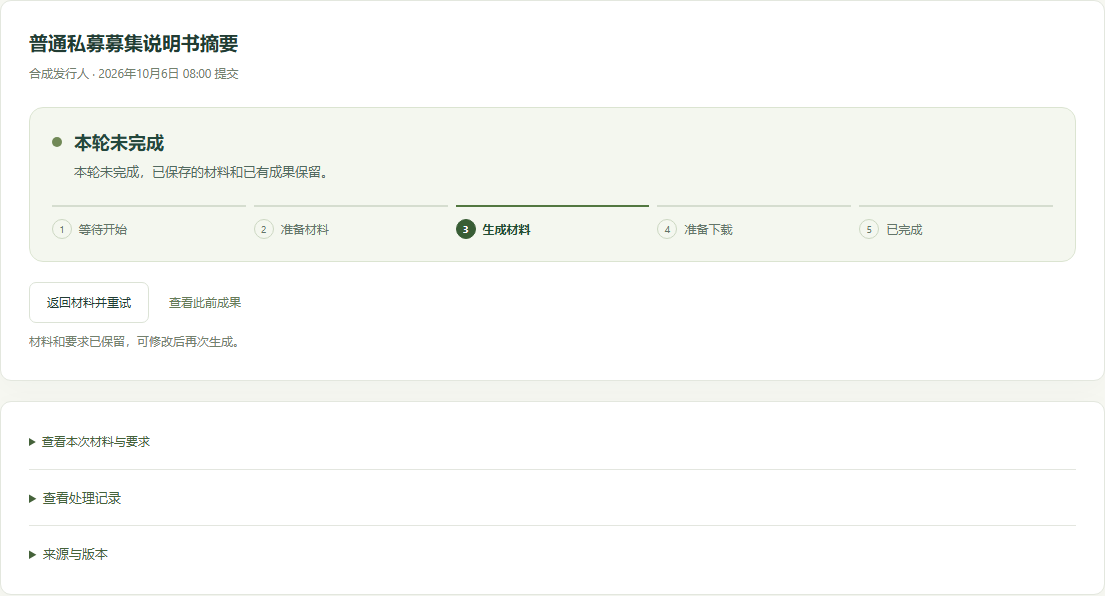 普通私募募集说明书摘要
合成发行人 · 2026年10月6日 08:00 提交
本轮未完成
本轮未完成，已保存的材料和已有成果保留。
1 等待开始 2 准备材料 3 生成材料 4 准备下载 5 已完成
返回材料并重试 查看此前成果
材料和要求已保留，可修改后再次生成。
查看本次材料与要求
查看处理记录
来源与版本